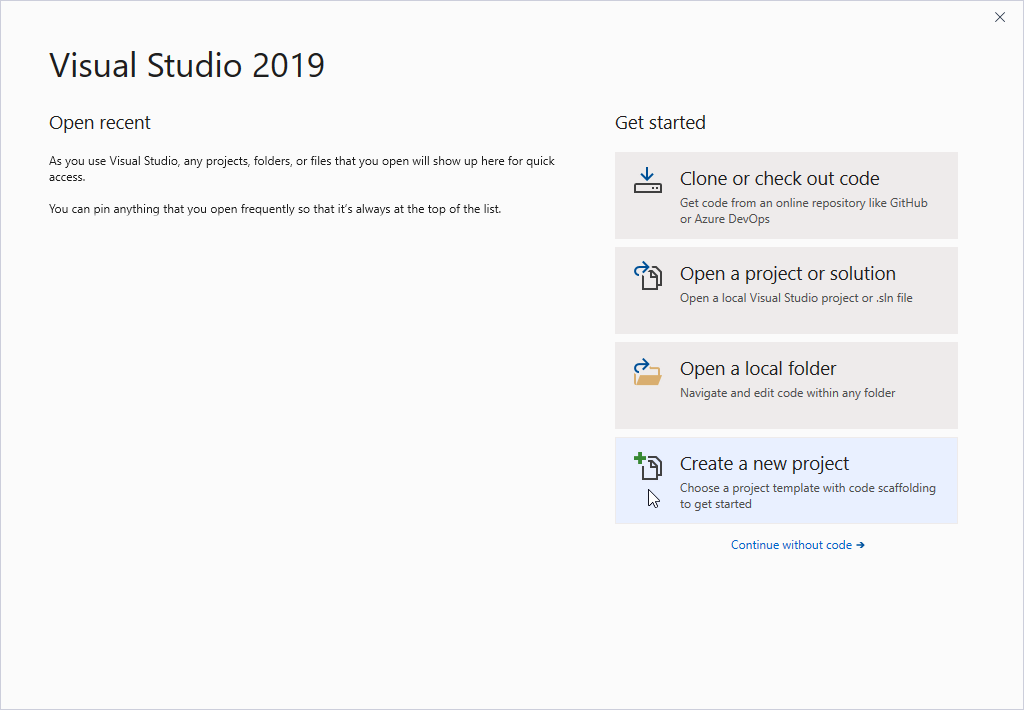 Visual Studio 2019
Open recent
As you use Visual Studio, any projects, folders, or files that you open will show up here for quick
access.
You can pin anything that you open frequently so that it's always at the top of the list.
Get started
Clone or check out code
Get code from an online repository like GitHub
or Azure DevOps
Open a project or solution
Open a local Visual Studio project or .sln file
Open a local folder
Navigate and edit code within any folder
Create a new project
Choose a project template with code scaffolding
to get started
Continue without code →